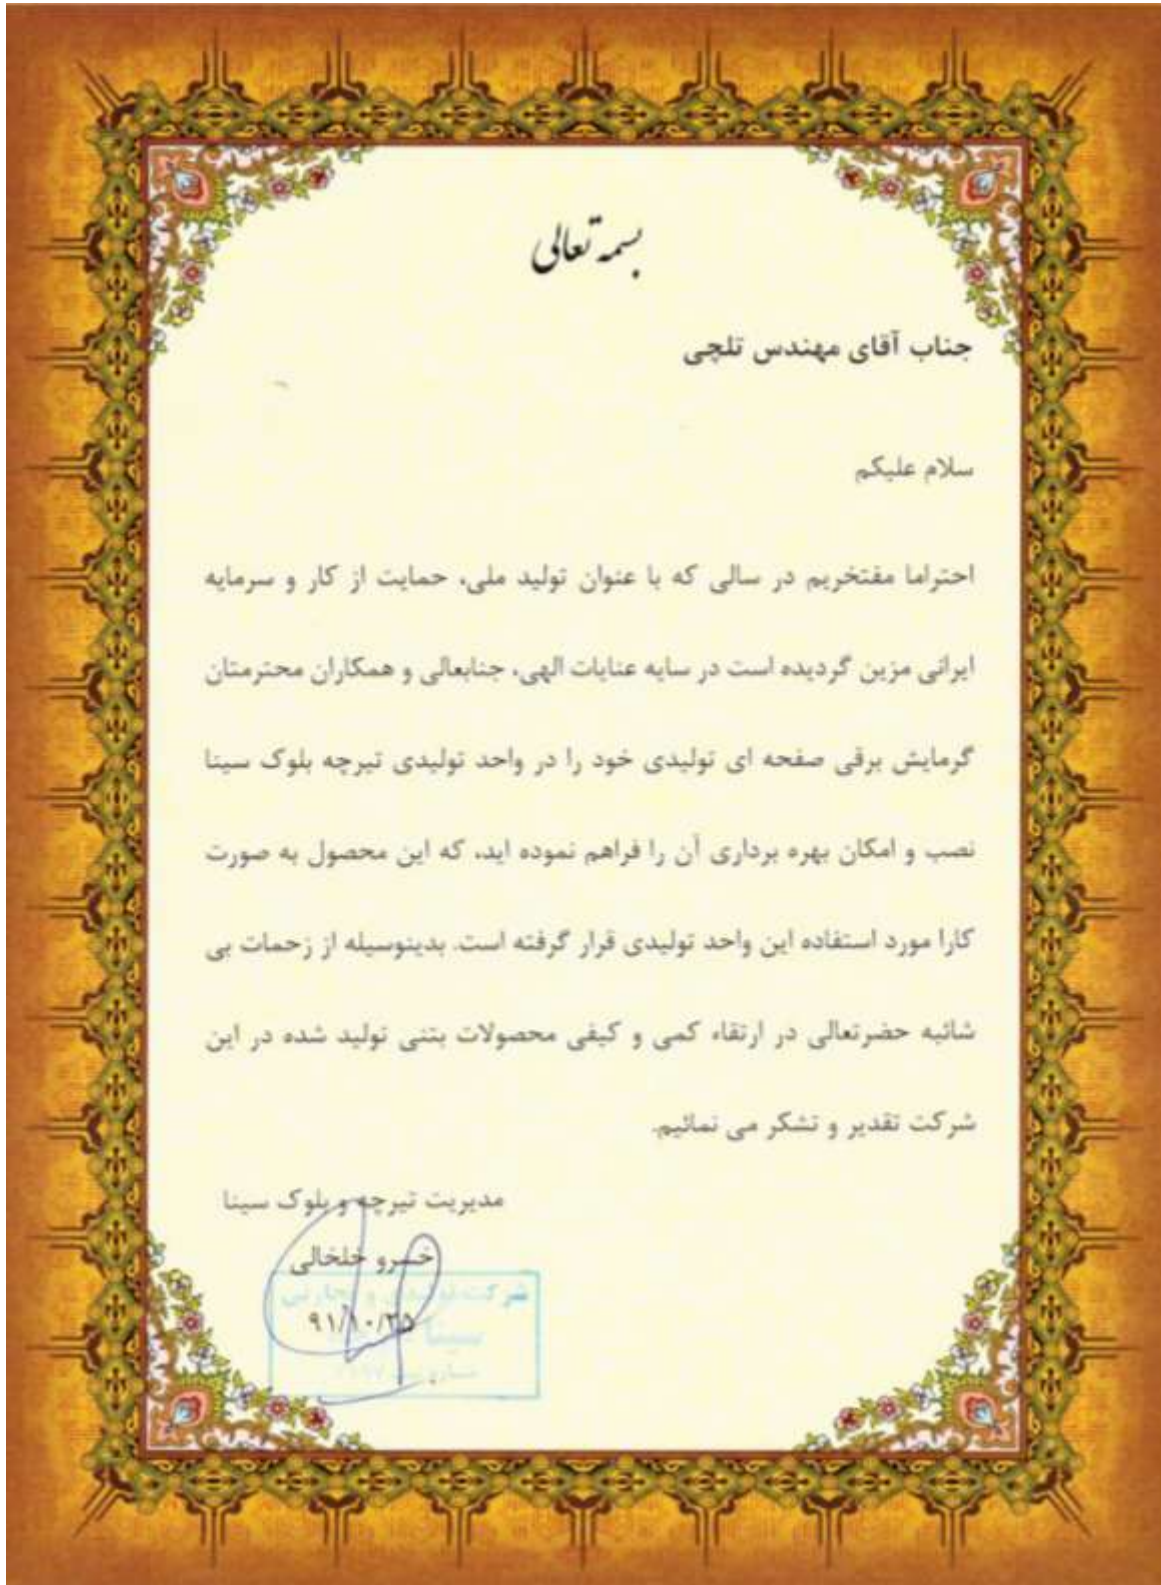 بسمه تعالی
جناب آقای مهندس تلچی
سلام علیکم
احتراما مفتخریم در سالی که با عنوان تولید ملی، حمایت از کار و سرمایه
ایرانی مزین گردیده است در سایه عنایات الهی، جنابعالی و همکاران محترمتان
گرمایش برقی صفحه ای تولیدی خود را در واحد تولیدی تیرچه بلوک سینا
نصب و امکان بهره برداری آن را فراهم نموده اید، که این محصول به صورت
کارا مورد استفاده این واحد تولیدی قرار گرفته است. بدینوسیله از زحمات بی
شائبه حضرتعالی در ارتقاء کمی و کیفی محصولات بتنی تولید شده در این
شرکت تقدیر و تشکر می نمائیم.
مدیریت تیرچه و بلوک سینا
خسرو خلخالی
شرکت تولیدی و تجارتی
۹۱/۱۰/۲۵
سینا